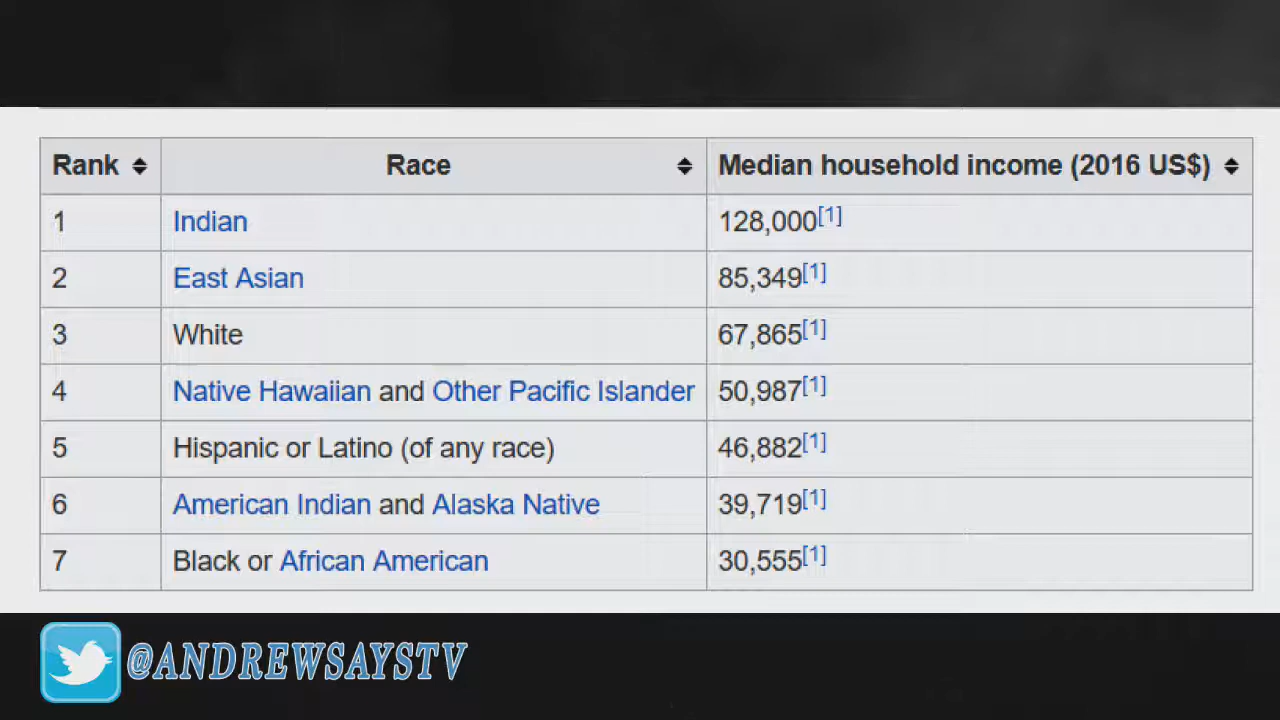 Rank Race Median household income (2016 US$)
1 Indian 128,000[1]
2 East Asian 85,349[1]
3 White 67,865[1]
4 Native Hawaiian and Other Pacific Islander 50,987[1]
5 Hispanic or Latino (of any race) 46,882[1]
6 American Indian and Alaska Native 39,719[1]
7 Black or African American 30,555[1]
@ANDREWSAYSTV